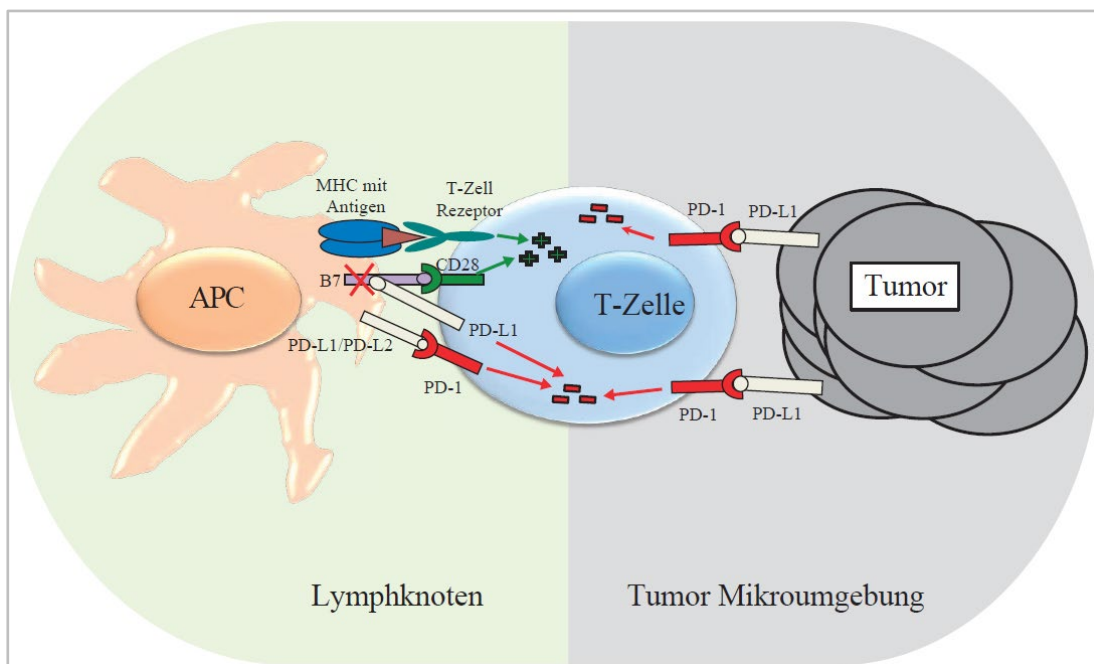 MHC mit
Antigen
T-Zell
Rezeptor
B7
CD28
APC
PD-L1/PD-L2
PD-L1
PD-1
T-Zelle
PD-1
PD-L1
Tumor
PD-1
PD-L1
Lymphknoten
Tumor Mikroumgebung